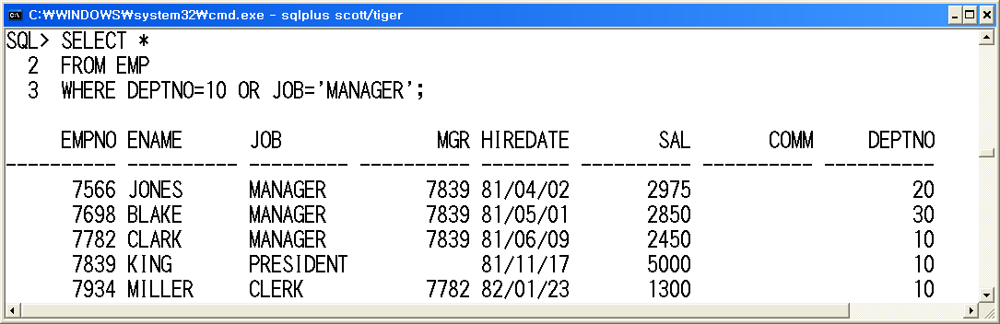 C:₩WINDOWS₩system32₩cmd.exe - sqlplus scott/tiger
SQL> SELECT *
  2  FROM EMP
  3  WHERE DEPTNO=10 OR JOB='MANAGER';

     EMPNO ENAME      JOB              MGR HIREDATE        SAL       COMM     DEPTNO
---------- ---------- --------- ---------- -------- ---------- ---------- ----------
      7566 JONES      MANAGER         7839 81/04/02       2975                    20
      7698 BLAKE      MANAGER         7839 81/05/01       2850                    30
      7782 CLARK      MANAGER         7839 81/06/09       2450                    10
      7839 KING       PRESIDENT            81/11/17       5000                    10
      7934 MILLER     CLERK           7782 82/01/23       1300                    10